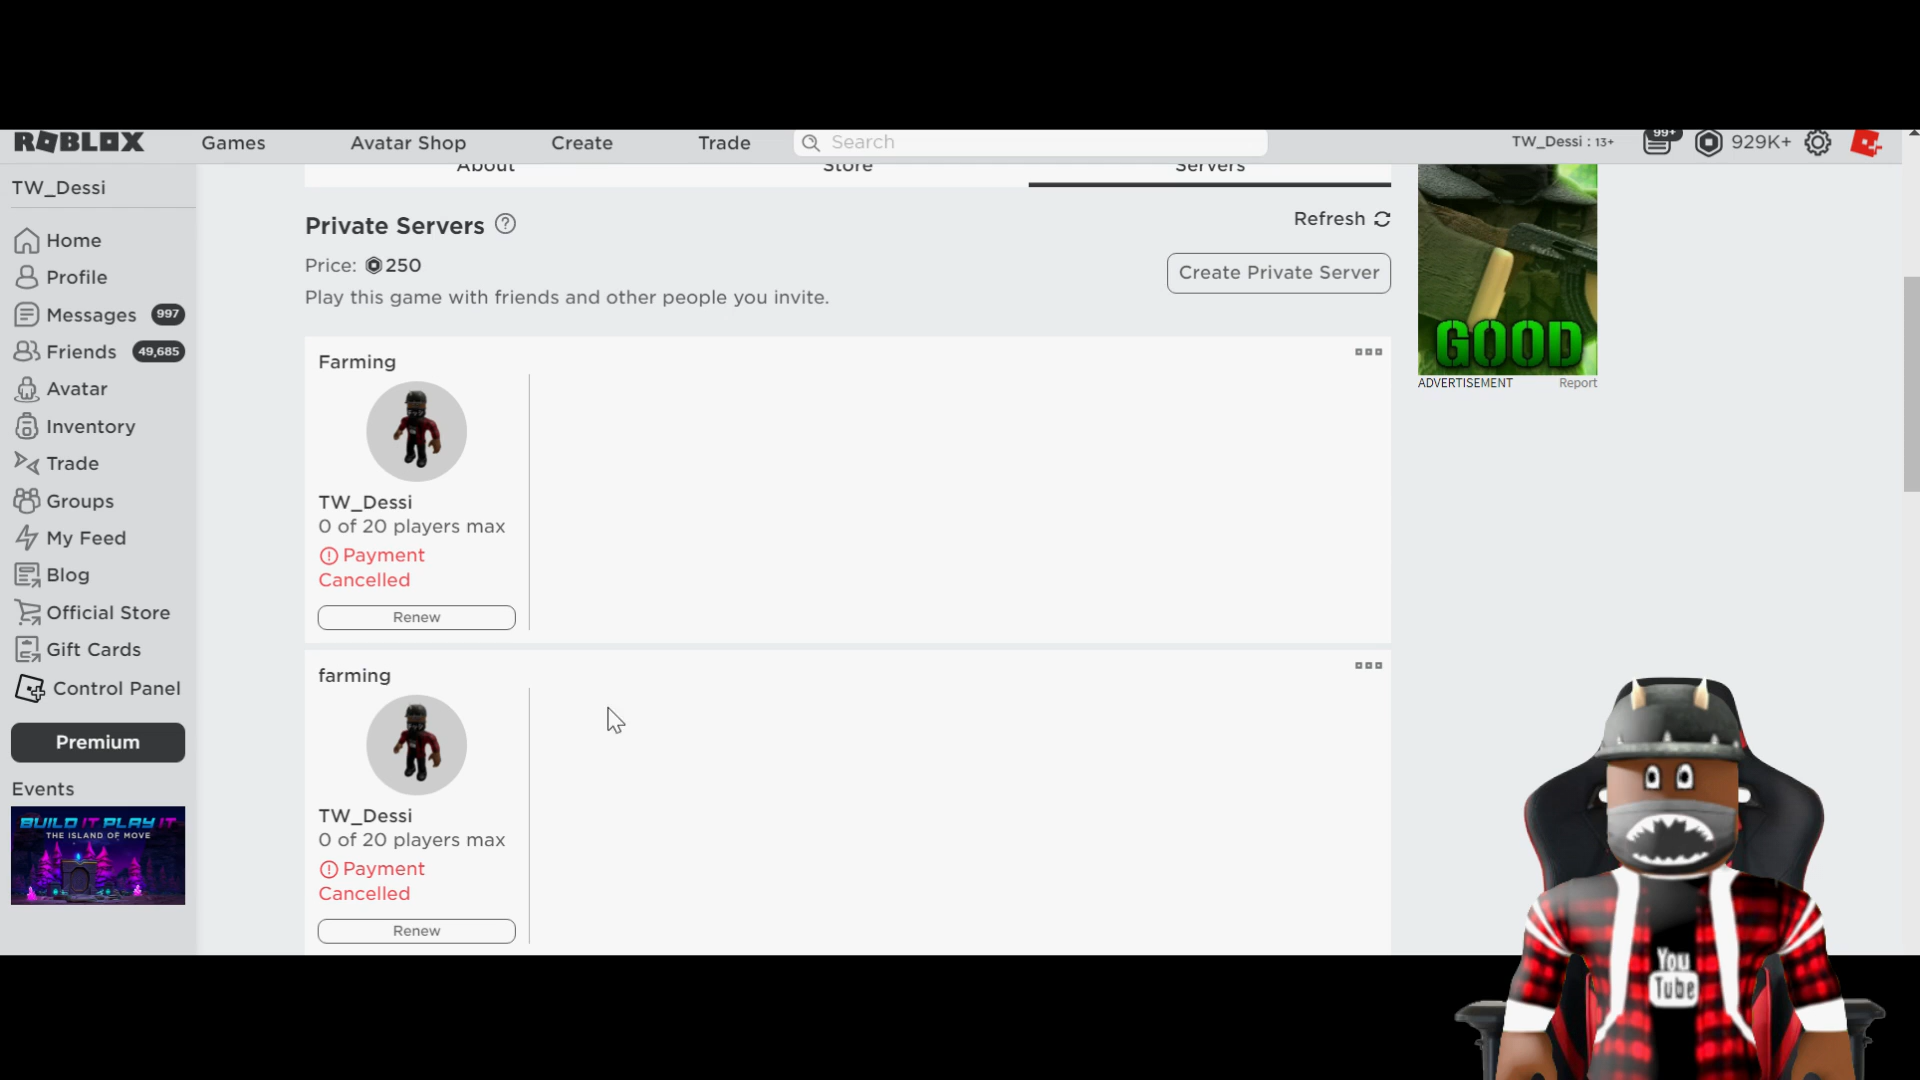 ROBLOX
Games
Avatar Shop
Create
Trade
Search
TW_Dessi : 13+
99+
929K+
TW_Dessi
Home
Profile
Messages 997
Friends 49,685
Avatar
Inventory
Trade
Groups
My Feed
Blog
Official Store
Gift Cards
Control Panel
Premium
Events
BUILD IT PLAY IT
THE ISLAND OF MOVE
About
Store
Servers
Private Servers
Refresh
Price: 250
Create Private Server
Play this game with friends and other people you invite.
Farming
TW_Dessi
0 of 20 players max
Payment
Cancelled
Renew
farming
TW_Dessi
0 of 20 players max
Payment
Cancelled
Renew
GOOD
ADVERTISEMENT
Report
You
Tube